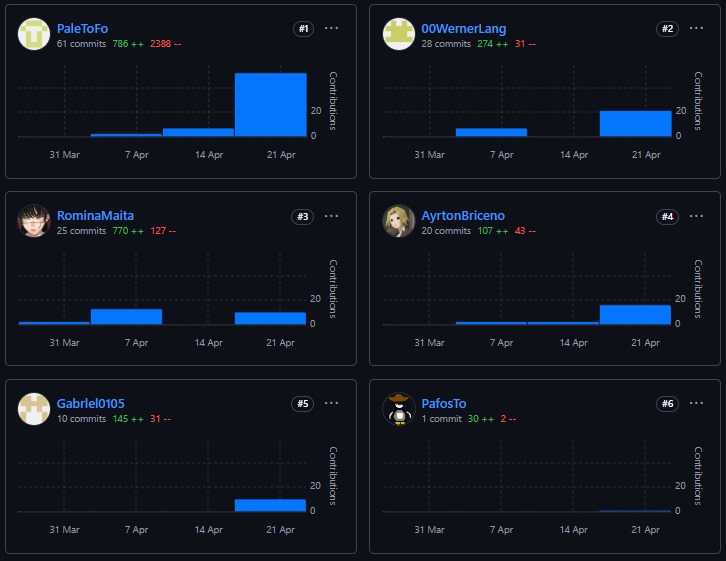 PaleToFo #1 ...
61 commits 786 ++ 2388 --
Contributions
20
0
31 Mar 7 Apr 14 Apr 21 Apr
00WernerLang #2 ...
28 commits 274 ++ 31 --
Contributions
20
0
31 Mar 7 Apr 14 Apr 21 Apr
RominaMaita #3 ...
25 commits 770 ++ 127 --
Contributions
20
0
31 Mar 7 Apr 14 Apr 21 Apr
AyrtonBriceno #4 ...
20 commits 107 ++ 43 --
Contributions
20
0
31 Mar 7 Apr 14 Apr 21 Apr
Gabriel0105 #5 ...
10 commits 145 ++ 31 --
Contributions
20
0
31 Mar 7 Apr 14 Apr 21 Apr
PafosTo #6 ...
1 commit 30 ++ 2 --
Contributions
20
0
31 Mar 7 Apr 14 Apr 21 Apr